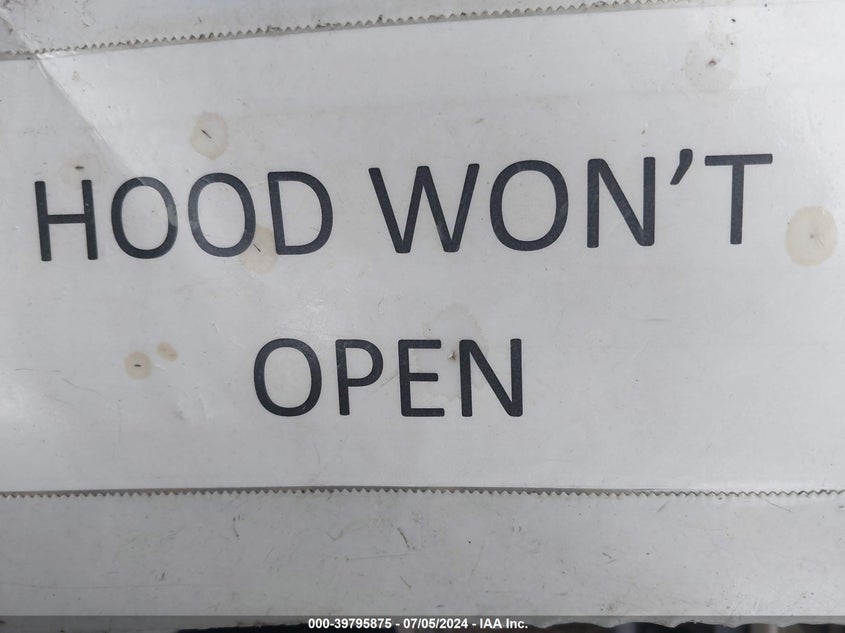 HOOD WON’T
OPEN
000-39795875 / 07/05/2024 - IAA Inc.